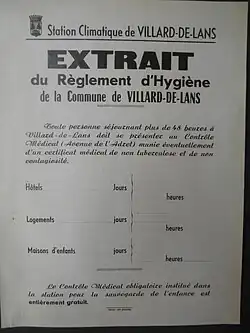 Station Climatique de VILLARD-DE-LANS
EXTRAIT
du Règlement d'Hygiène
de la Commune de VILLARD-DE-LANS
Toute personne séjournant plus de 48 heures à
Villard-de-Lans doit se présenter au Contrôle
Médical (Avenue de l'Adret) munie éventuellement
d'un certificat médical de non tuberculose et de non
contagiosité.
Hôtels jours
heures
Logements jours
heures
Maisons d'enfants jours
heures
Le Contrôle Médical obligatoire institué dans
la station pour la sauvegarde de l'enfance est
entièrement gratuit.